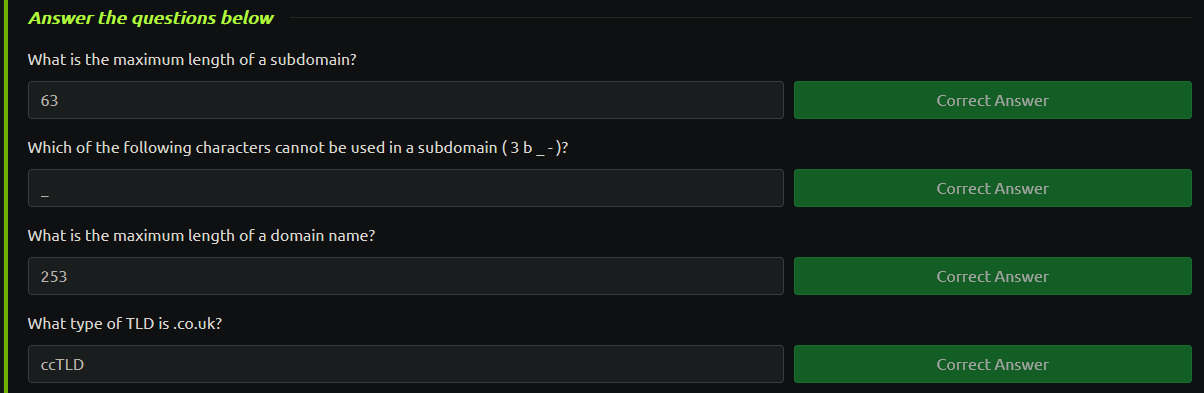 Answer the questions below
What is the maximum length of a subdomain?
63 Correct Answer
Which of the following characters cannot be used in a subdomain ( 3 b _ - )?
_ Correct Answer
What is the maximum length of a domain name?
253 Correct Answer
What type of TLD is .co.uk?
ccTLD Correct Answer